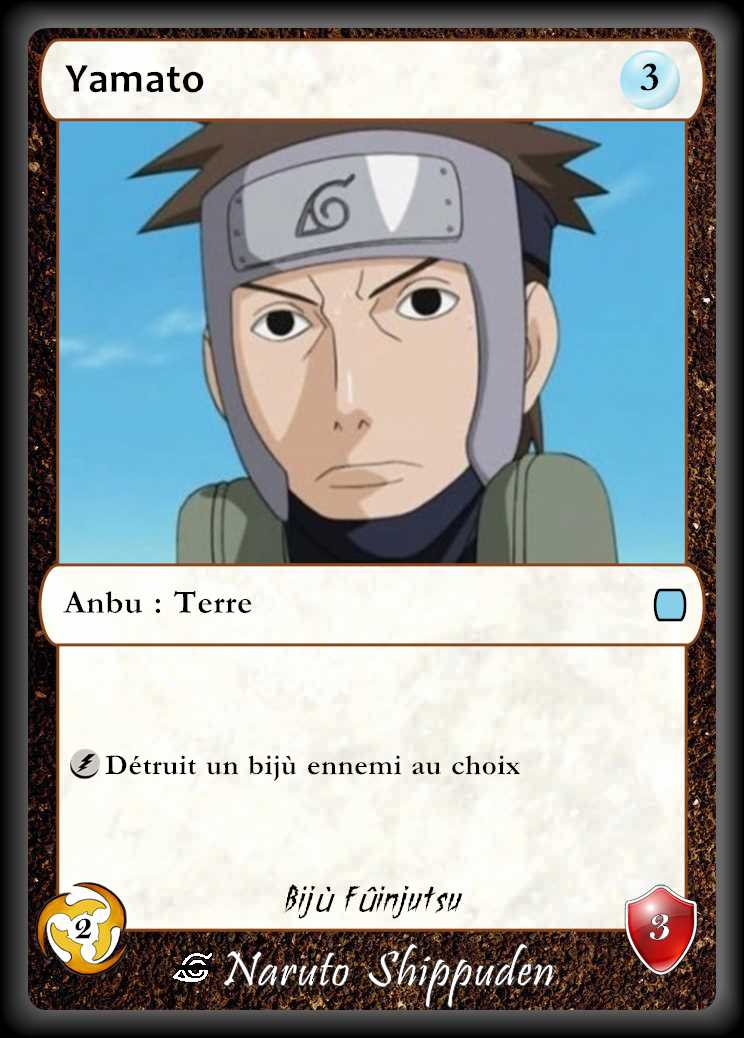 Yamato
3
Anbu : Terre
Détruit un bijù ennemi au choix
Bijù Fûinjutsu
2
3
Naruto Shippuden